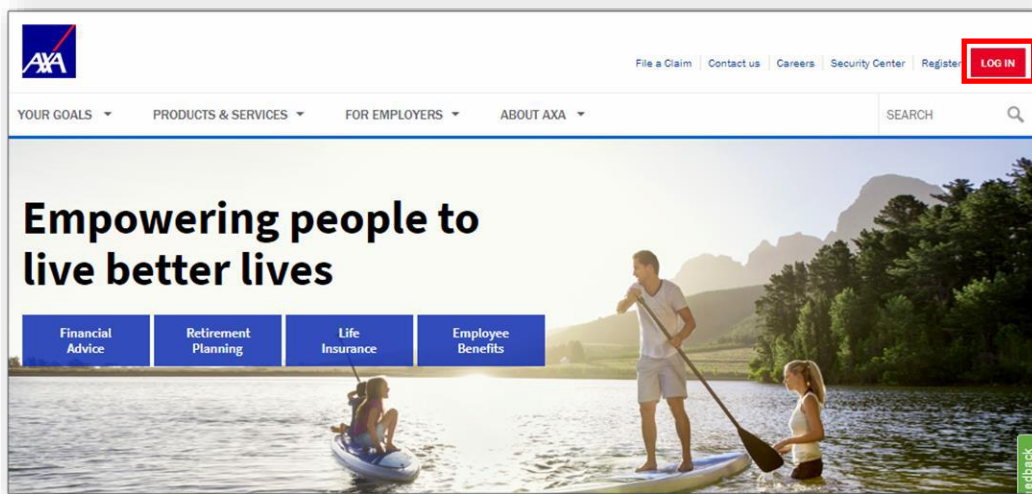 AXA
File a Claim | Contact us | Careers | Security Center | Register LOG IN
YOUR GOALS PRODUCTS & SERVICES FOR EMPLOYERS ABOUT AXA SEARCH
Empowering people to
live better lives
Financial
Advice
Retirement
Planning
Life
Insurance
Employee
Benefits